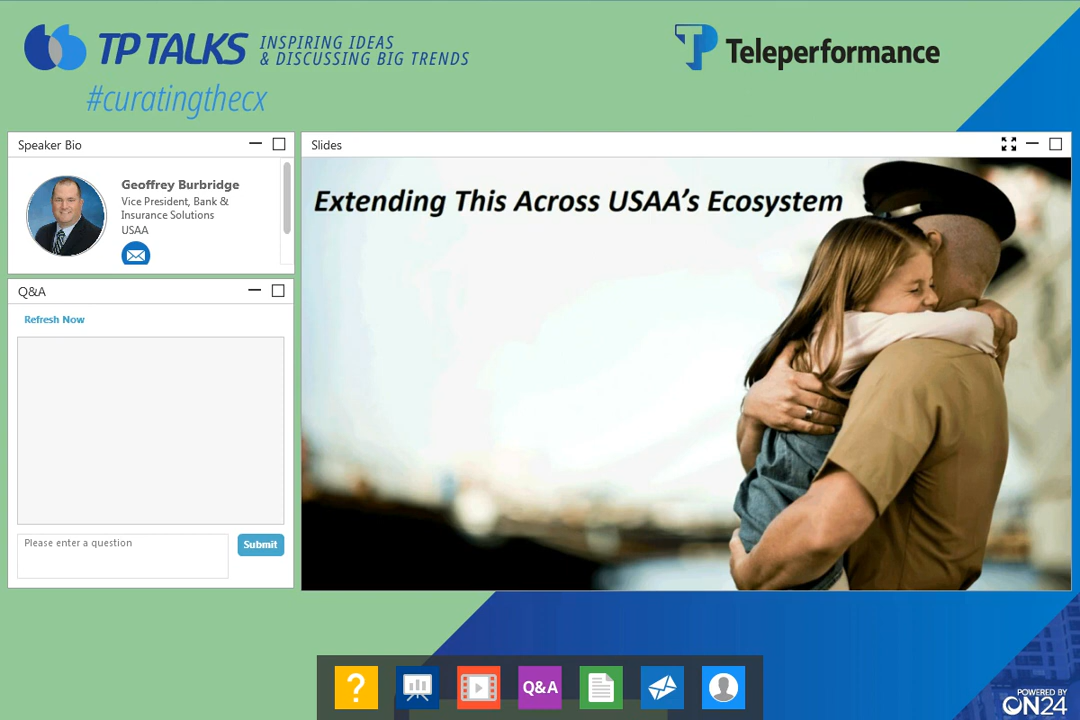 TP TALKS
INSPIRING IDEAS
& DISCUSSING BIG TRENDS
#curatingthecx
Teleperformance
Speaker Bio
Geoffrey Burbridge
Vice President, Bank &
Insurance Solutions
USAA
Q&A
Refresh Now
Please enter a question
Submit
Slides
Extending This Across USAA's Ecosystem
?
Q&A
POWERED BY
ON24